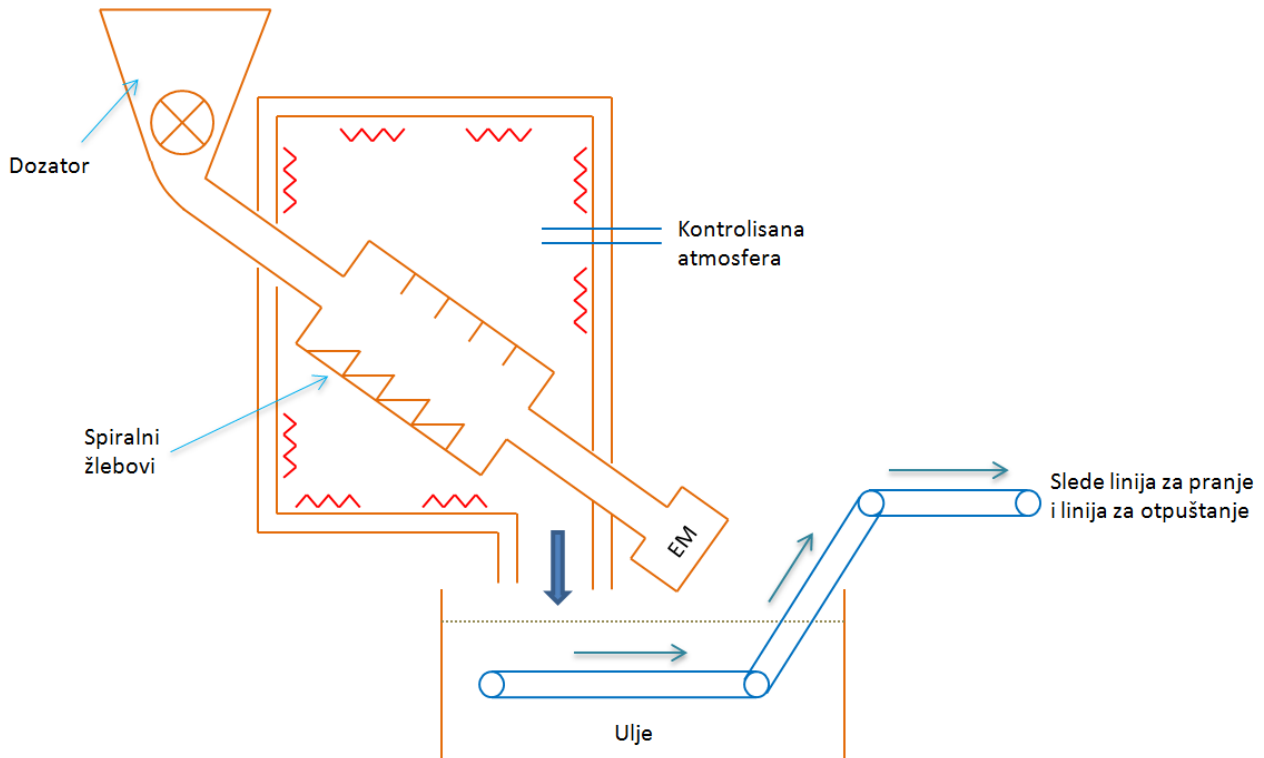 Dozator
Kontrolisana
atmosfera
Spiralni
žlebovi
EM
Slede linija za pranje
i linija za otpuštanje
Ulje